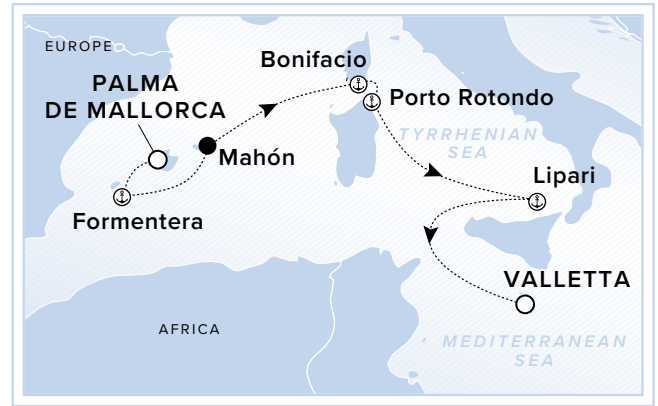 EUROPE
Bonifacio
PALMA
DE MALLORCA
Porto Rotondo
TYRRHENIAN
SEA
Mahón
Lipari
Formentera
VALLETTA
AFRICA
MEDITERRANEAN
SEA